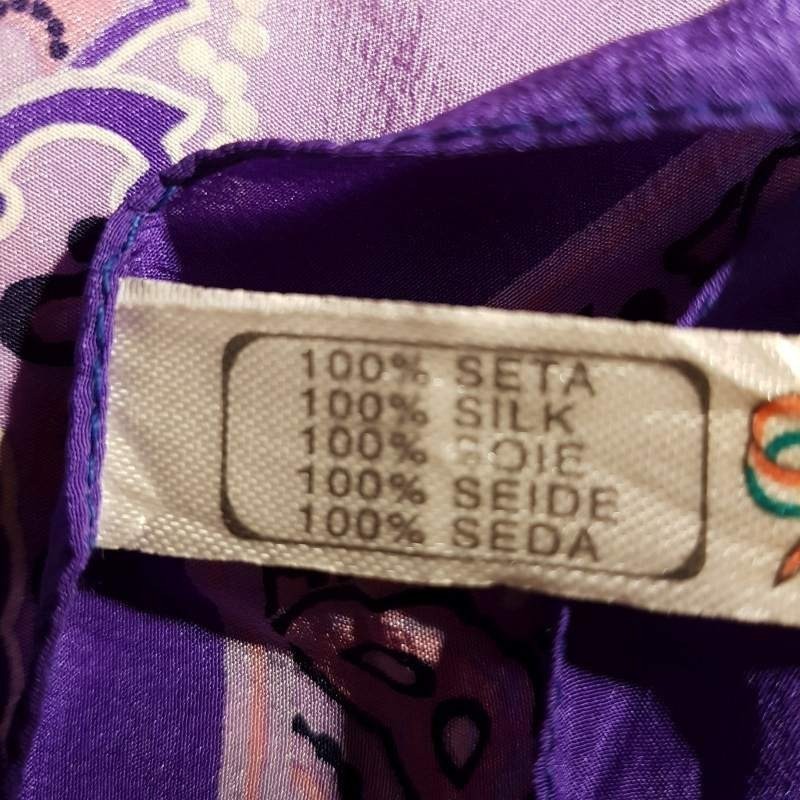 100% SETA
100% SILK
100% SOIE
100% SEIDE
100% SEDA